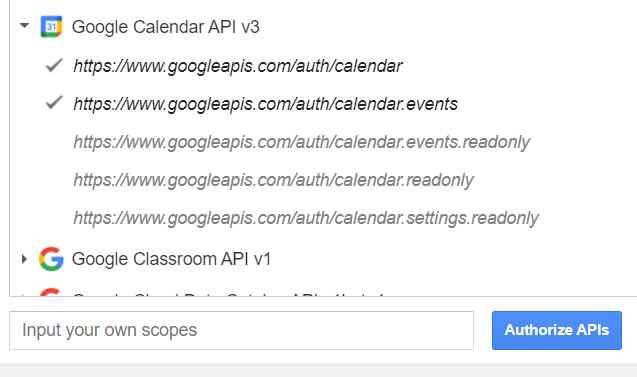 31 Google Calendar API v3
https://www.googleapis.com/auth/calendar
https://www.googleapis.com/auth/calendar.events
https://www.googleapis.com/auth/calendar.events.readonly
https://www.googleapis.com/auth/calendar.readonly
https://www.googleapis.com/auth/calendar.settings.readonly
Google Classroom API v1
Input your own scopes
Authorize APIs